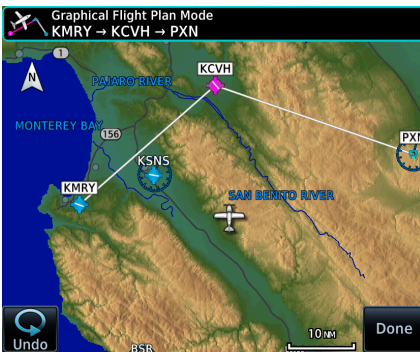 Graphical Flight Plan Mode
KMRY → KCVH → PXN
1
KCVH
N
PAJARO RIVER
MONTEREY BAY
156
PXN
KSNS
KMRY
SAN BENITO RIVER
10 NM
Undo
BSR
Done